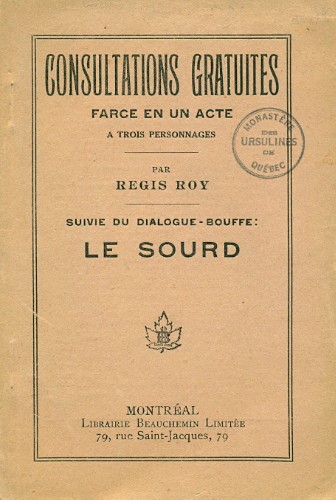 CONSULTATIONS GRATUITES
FARCE EN UN ACTE
A TROIS PERSONNAGES
MONASTÈRE
DES
URSULINES
QUÉBEC
PAR
REGIS ROY
SUIVIE DU DIALOGUE-BOUFFE:
LE SOURD
MONTRÉAL
LIBRAIRIE BEAUCHEMIN LIMITÉE
79, rue Saint-Jacques, 79